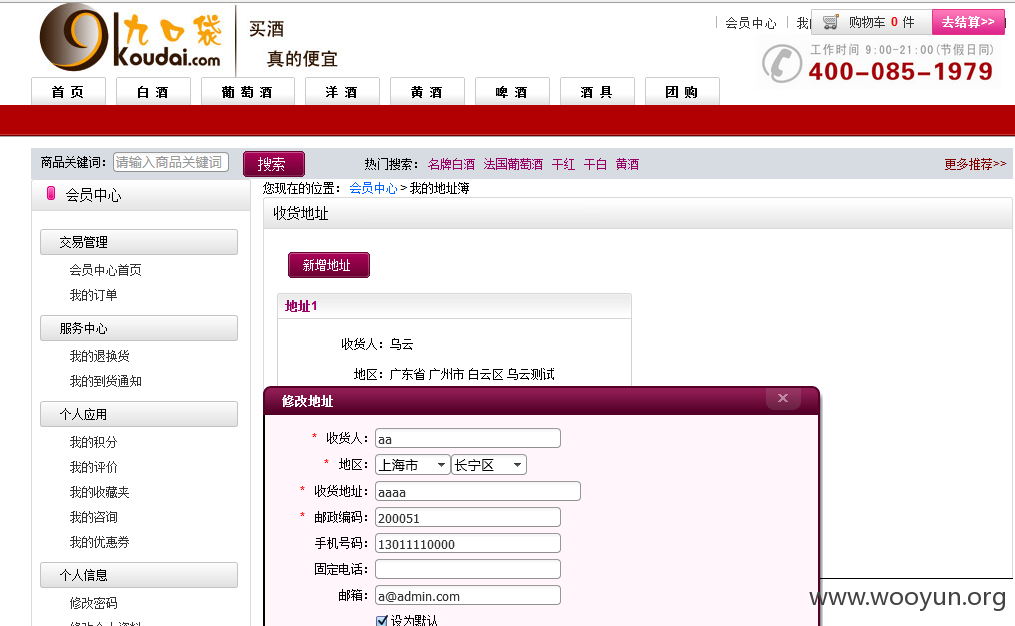 九口袋
Koudai.com
买酒
真的便宜
会员中心
我
购物车 0 件
去结算>>
工作时间 9:00-21:00(节假日同)
400-085-1979
首 页 白 酒 葡 萄 酒 洋 酒 黄 酒 啤 酒 酒 具 团 购
商品关键词: 请输入商品关键词 搜索 热门搜索: 名牌白酒 法国葡萄酒 干红 干白 黄酒 更多推荐>>
会员中心
您现在的位置: 会员中心 > 我的地址簿
收货地址
交易管理
会员中心首页
我的订单
服务中心
我的退换货
我的到货通知
个人应用
我的积分
我的评价
我的收藏夹
我的咨询
我的优惠券
个人信息
修改密码
新增地址
地址1
收货人: 乌云
地区: 广东省 广州市 白云区 乌云测试
修改地址
* 收货人: aa
* 地区: 上海市 长宁区
* 收货地址: aaaa
* 邮政编码: 200051
手机号码: 13011110000
固定电话:
邮箱: a@admin.com
设为默认
www.wooyun.org